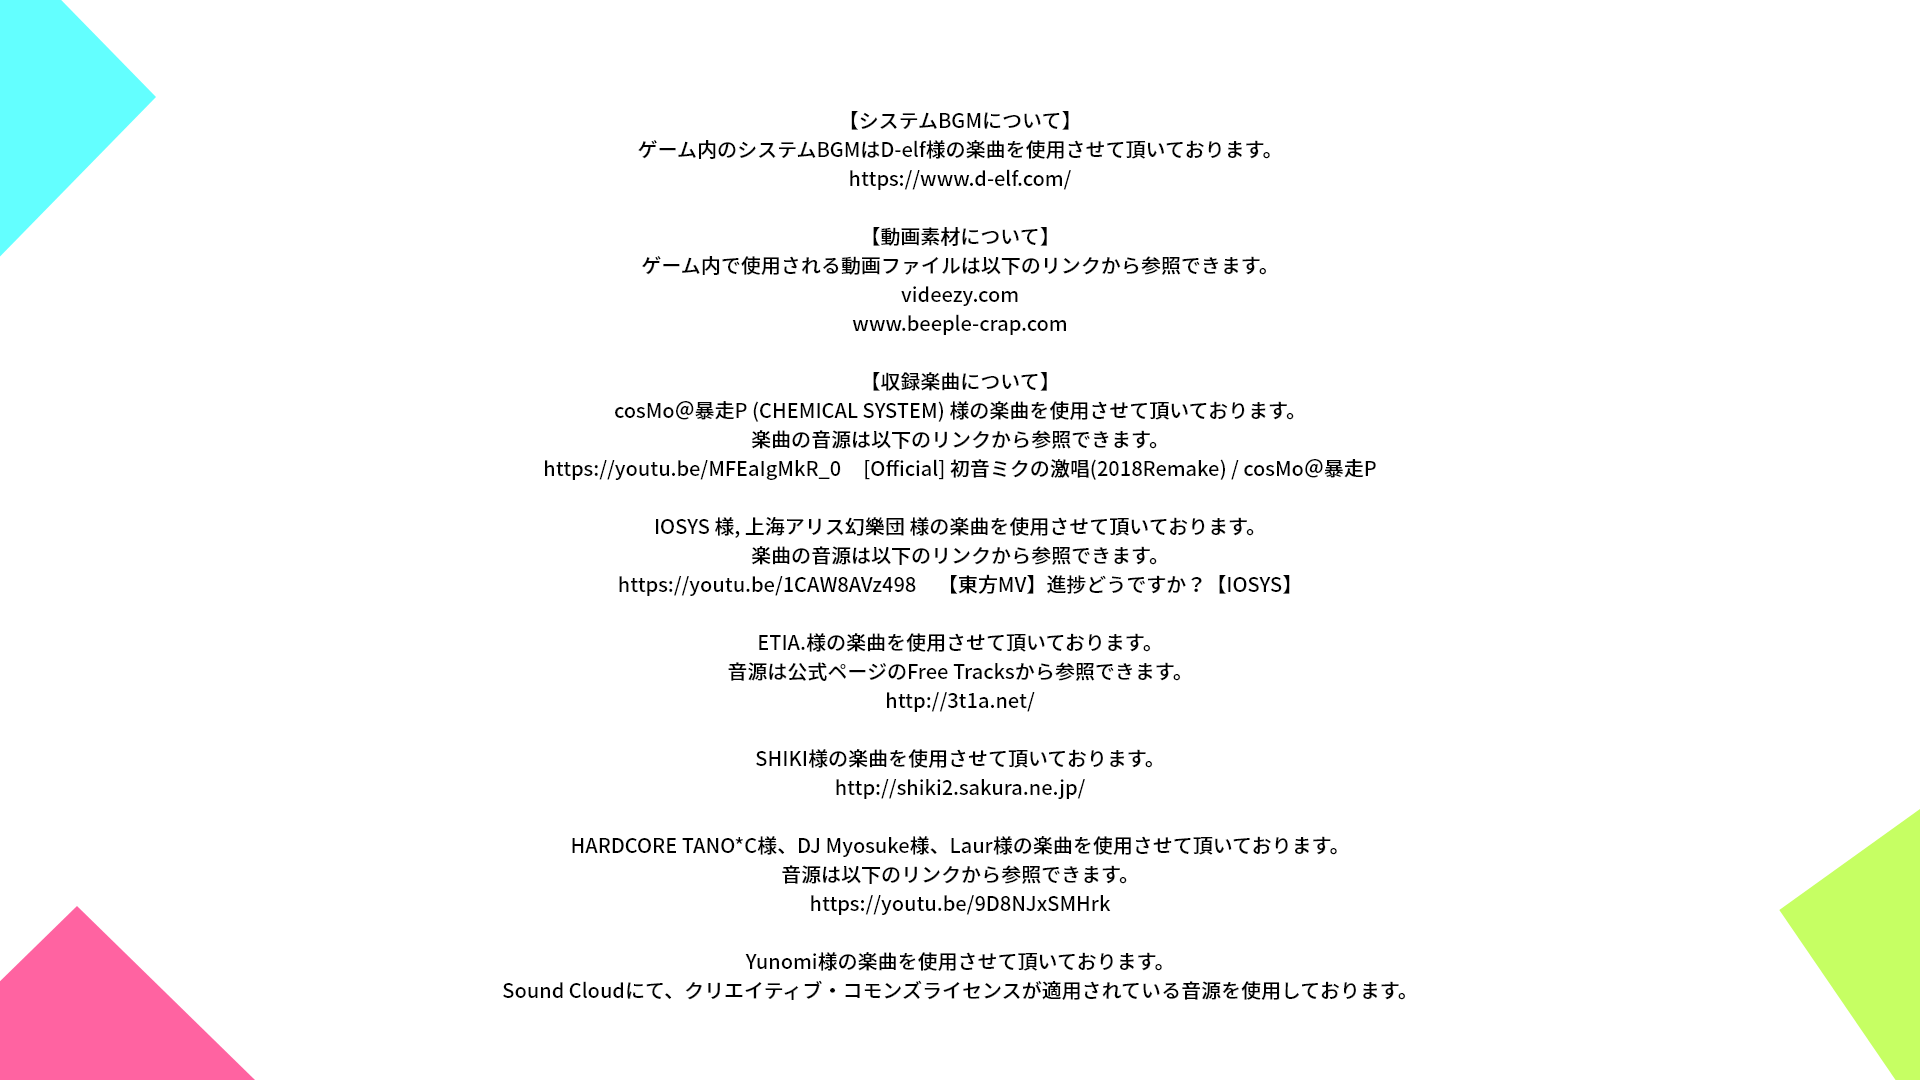 【システムBGMについて】
ゲーム内のシステムBGMはD-elf様の楽曲を使用させて頂いております。
https://www.d-elf.com/
【動画素材について】
ゲーム内で使用される動画ファイルは以下のリンクから参照できます。
videezy.com
www.beeple-crap.com
【収録楽曲について】
cosMo＠暴走P (CHEMICAL SYSTEM) 様の楽曲を使用させて頂いております。
楽曲の音源は以下のリンクから参照できます。
https://youtu.be/MFEaIgMkR_0　[Official] 初音ミクの激唱(2018Remake) / cosMo＠暴走P
IOSYS 様, 上海アリス幻樂団 様の楽曲を使用させて頂いております。
楽曲の音源は以下のリンクから参照できます。
https://youtu.be/1CAW8AVz498　【東方MV】進捗どうですか？【IOSYS】
ETIA.様の楽曲を使用させて頂いております。
音源は公式ページのFree Tracksから参照できます。
http://3t1a.net/
SHIKI様の楽曲を使用させて頂いております。
http://shiki2.sakura.ne.jp/
HARDCORE TANO*C様、DJ Myosuke様、Laur様の楽曲を使用させて頂いております。
音源は以下のリンクから参照できます。
https://youtu.be/9D8NJxSMHrk
Yunomi様の楽曲を使用させて頂いております。
Sound Cloudにて、クリエイティブ・コモンズライセンスが適用されている音源を使用しております。